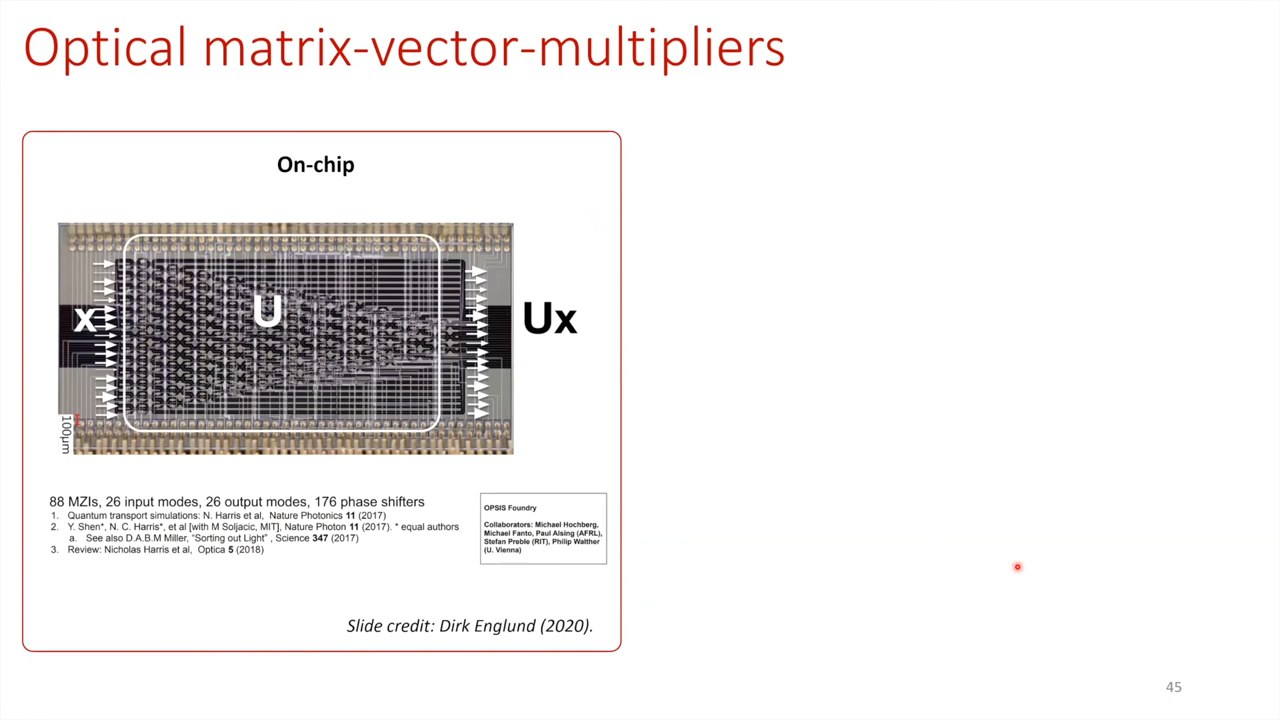 Optical matrix-vector-multipliers
On-chip
x
U
Ux
100μm
88 MZIs, 26 input modes, 26 output modes, 176 phase shifters
1. Quantum transport simulations: N. Harris et al, Nature Photonics 11 (2017)
2. Y. Shen*, N. C. Harris*, et al [with M Soljacic, MIT], Nature Photon 11 (2017). * equal authors
a. See also D.A.B.M Miller, "Sorting out Light" , Science 347 (2017)
3. Review: Nicholas Harris et al, Optica 5 (2018)
OPSIS Foundry
Collaborators: Michael Hochberg,
Michael Fanto, Paul Alsing (AFRL),
Stefan Preble (RIT), Philip Walther
(U. Vienna)
Slide credit: Dirk Englund (2020).
45